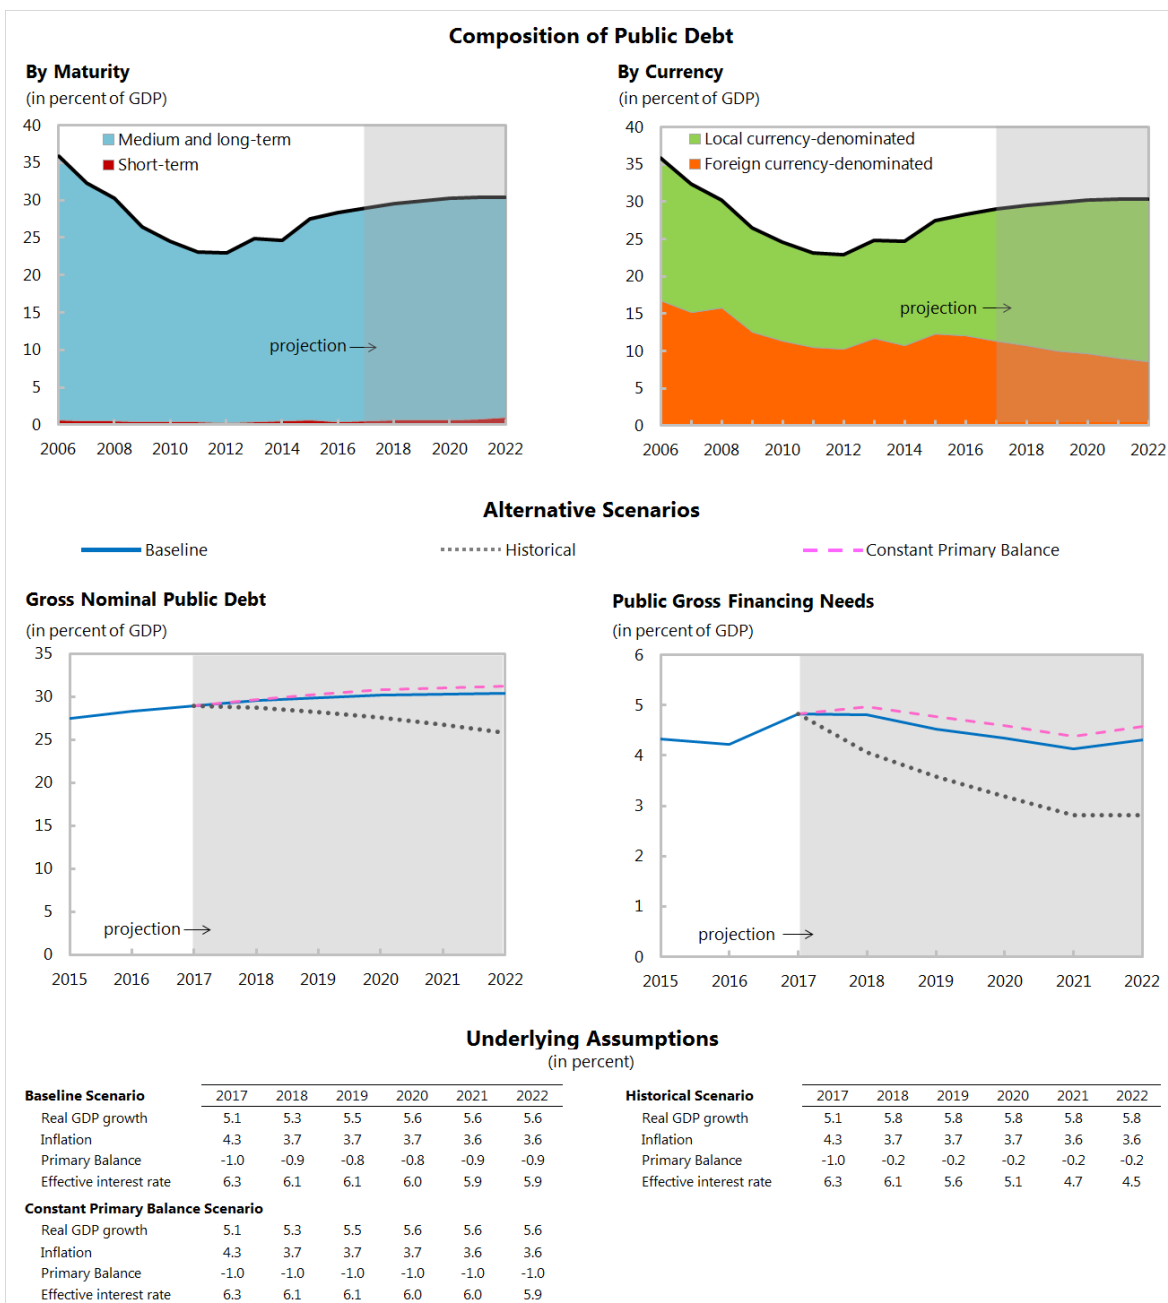 Composition of Public Debt
By Maturity
(in percent of GDP)
40
35
30
25
20
15
10
5
0
Medium and long-term
Short-term
projection
2006 2008 2010 2012 2014 2016 2018 2020 2022
By Currency
(in percent of GDP)
40
35
30
25
20
15
10
5
0
Local currency-denominated
Foreign currency-denominated
projection
2006 2008 2010 2012 2014 2016 2018 2020 2022
Alternative Scenarios
Baseline Historical Constant Primary Balance
Gross Nominal Public Debt
(in percent of GDP)
35
30
25
20
15
10
5
0
projection
2015 2016 2017 2018 2019 2020 2021 2022
Public Gross Financing Needs
(in percent of GDP)
6
5
4
3
2
1
0
projection
2015 2016 2017 2018 2019 2020 2021 2022
Underlying Assumptions
(in percent)
Baseline Scenario 2017 2018 2019 2020 2021 2022
Real GDP growth 5.1 5.3 5.5 5.6 5.6 5.6
Inflation 4.3 3.7 3.7 3.7 3.6 3.6
Primary Balance -1.0 -0.9 -0.8 -0.8 -0.9 -0.9
Effective interest rate 6.3 6.1 6.1 6.0 5.9 5.9
Constant Primary Balance Scenario
Real GDP growth 5.1 5.3 5.5 5.6 5.6 5.6
Inflation 4.3 3.7 3.7 3.7 3.6 3.6
Primary Balance -1.0 -1.0 -1.0 -1.0 -1.0 -1.0
Effective interest rate 6.3 6.1 6.1 6.0 6.0 5.9
Historical Scenario 2017 2018 2019 2020 2021 2022
Real GDP growth 5.1 5.8 5.8 5.8 5.8 5.8
Inflation 4.3 3.7 3.7 3.7 3.6 3.6
Primary Balance -1.0 -0.2 -0.2 -0.2 -0.2 -0.2
Effective interest rate 6.3 6.1 5.6 5.1 4.7 4.5